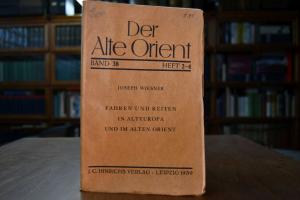 Der
Alte Orient
BAND 38 HEFT 2-4
JOSEPH WIESNER
FAHREN UND REITEN
IN ALTEUROPA
UND IM ALTEN ORIENT
J. C. HINRICHS VERLAG · LEIPZIG 1939